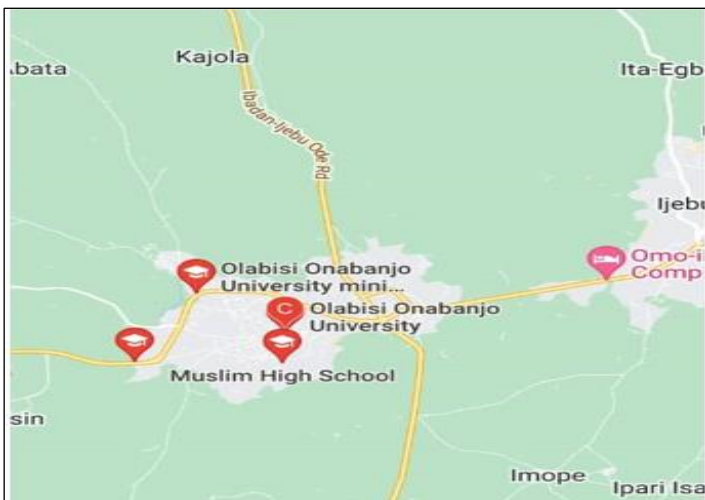 Kajola
Abata
Ita-Egb
Ibadan-Ijebu Ode Rd
Ijebu
Omo-i
Comp
Olabisi Onabanjo
University mini...
C
Olabisi Onabanjo
University
Muslim High School
sin
Imope
Ipari Isa